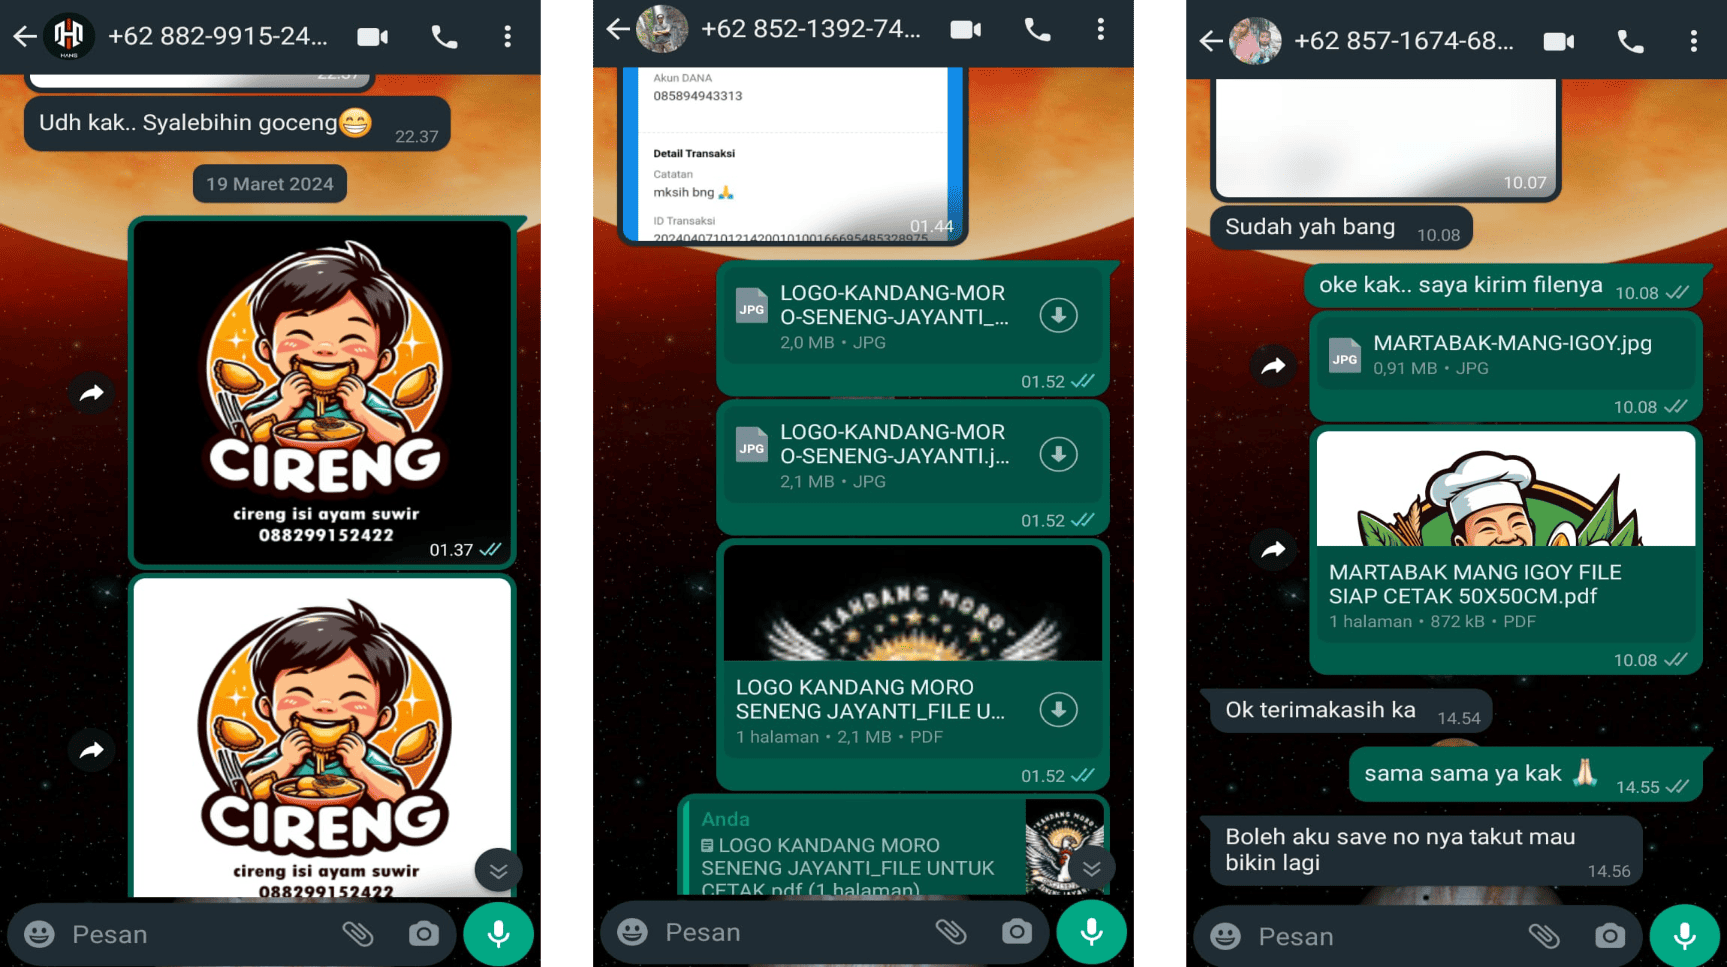 +62 882-9915-24...
22.37
Udh kak.. Syalebihin goceng😁
22.37
19 Maret 2024
CIRENG
cireng isi ayam suwir
088299152422
01.37
CIRENG
cireng isi ayam suwir
088299152422
Pesan
+62 852-1392-74...
Akun DANA
085894943313
Detail Transaksi
Catatan
mksih bng 🙏
ID Transaksi
2024040710121420010100166695485328975
01.44
JPG
LOGO-KANDANG-MOR
O-SENENG-JAYANTI_...
2,0 MB • JPG
01.52
JPG
LOGO-KANDANG-MOR
O-SENENG-JAYANTI.j...
2,1 MB • JPG
01.52
KANDANG MORO
LOGO KANDANG MORO
SENENG JAYANTI_FILE U...
1 halaman • 2,1 MB • PDF
01.52
Anda
LOGO KANDANG MORO
SENENG JAYANTI_FILE UNTUK
CETAK.pdf (1 halaman)
KANDANG MORO
Pesan
+62 857-1674-68...
10.07
Sudah yah bang
10.08
oke kak.. saya kirim filenya
10.08
JPG
MARTABAK-MANG-IGOY.jpg
0,91 MB • JPG
10.08
MARTABAK MANG IGOY FILE
SIAP CETAK 50X50CM.pdf
1 halaman • 872 kB • PDF
10.08
Ok terimakasih ka
14.54
sama sama ya kak 🙏🏻
14.55
Boleh aku save no nya takut mau
bikin lagi
14.56
Pesan